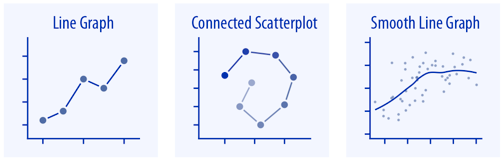 Line Graph
Connected Scatterplot
Smooth Line Graph